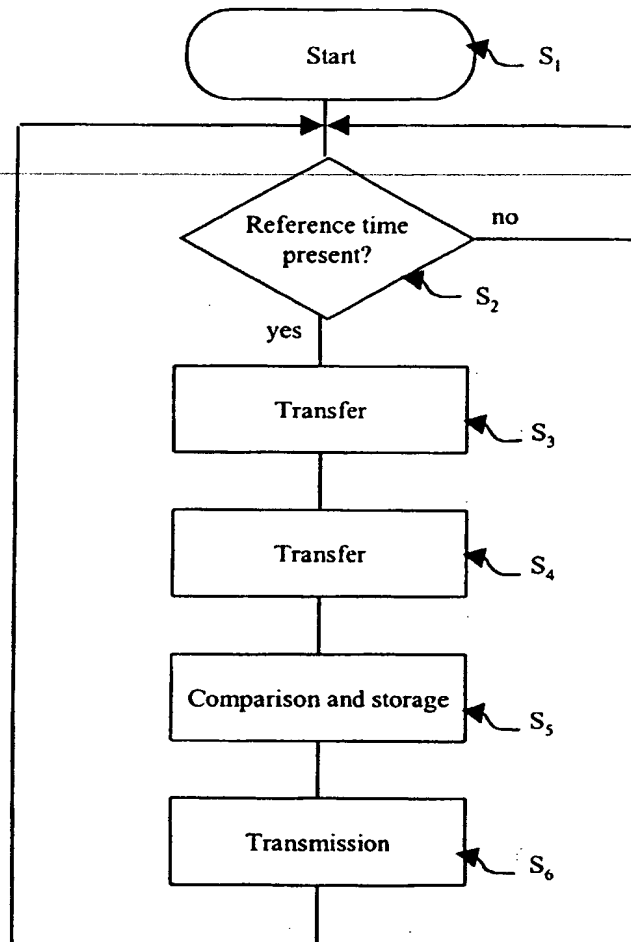 Start
S₁
Reference time
present?
no
S₂
yes
Transfer
S₃
Transfer
S₄
Comparison and storage
S₅
Transmission
S₆